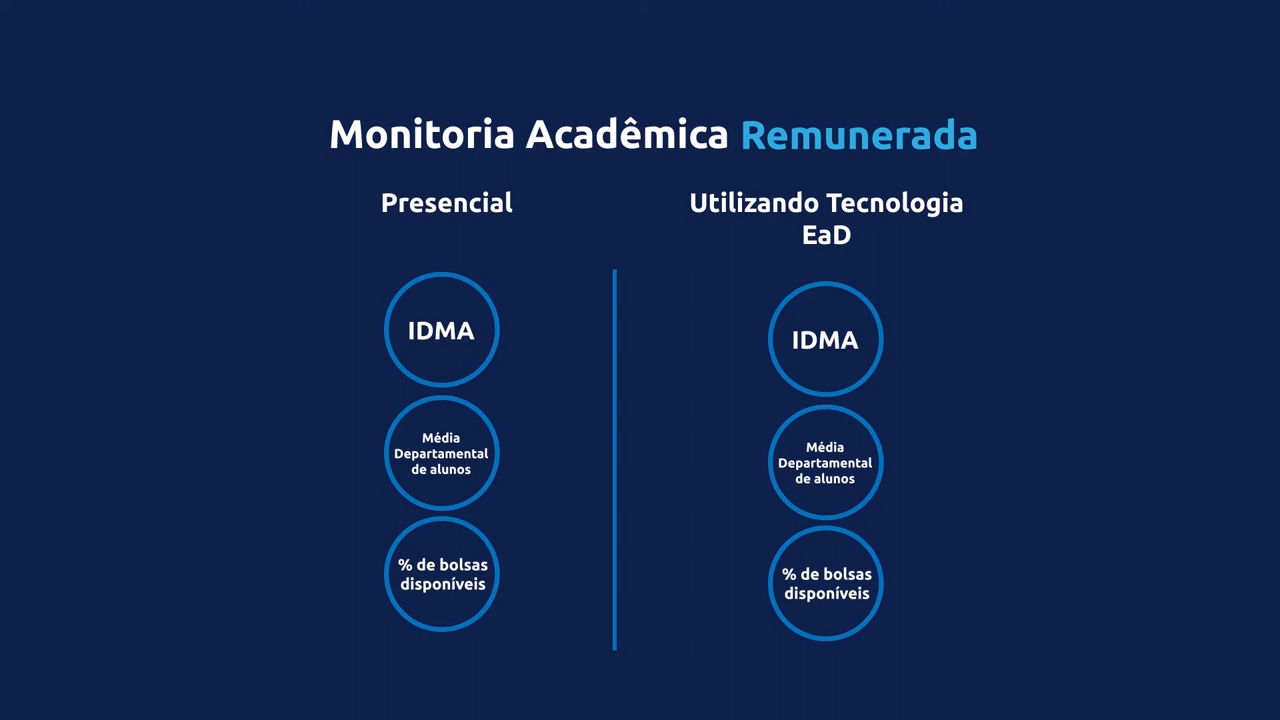 Monitoria Acadêmica Remunerada
Presencial
IDMA
Média
Departamental
de alunos
% de bolsas
disponíveis
Utilizando Tecnologia
EaD
IDMA
Média
Departamental
de alunos
% de bolsas
disponíveis